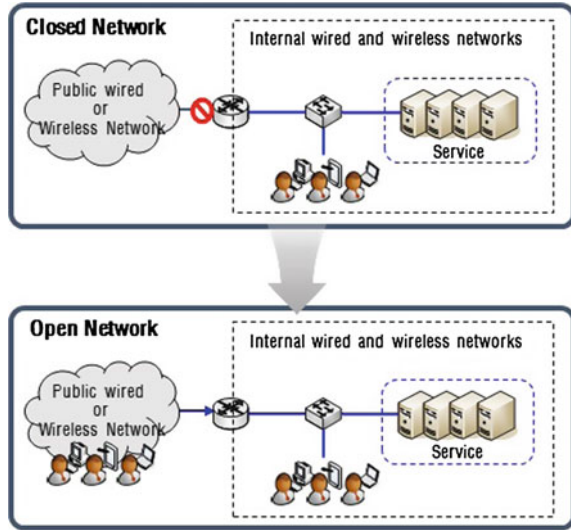 Closed Network
Internal wired and wireless networks
Public wired
or
Wireless Network
Service
Open Network
Internal wired and wireless networks
Public wired
or
Wireless Network
Service